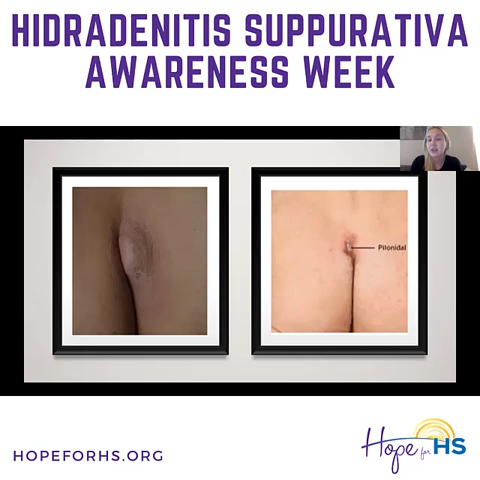 HIDRADENITIS SUPPURATIVA
AWARENESS WEEK
Pilonidal
HOPEFORHS.ORG
Hope for HS